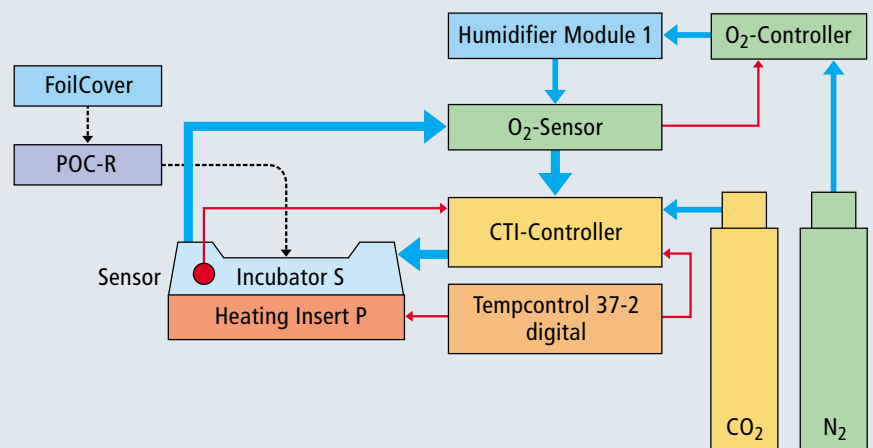 Humidifier Module 1
O₂-Controller
FoilCover
O₂-Sensor
POC-R
CTI-Controller
Sensor
Incubator S
Heating Insert P
Tempcontrol 37-2
digital
CO₂
N₂